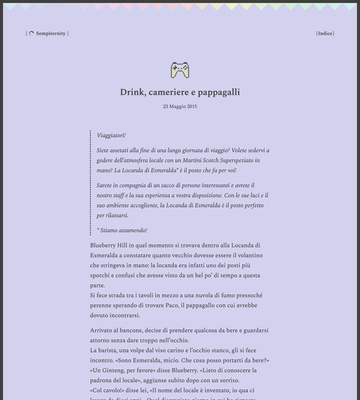 [ Sempiternity ]
[Indice]
Drink, cameriere e pappagalli
23 Maggio 2015
Viaggiatori!
Siete assetati alla fine di una lunga giornata di viaggio? Volete sedervi a
godere dell'atmosfera locale con un Martini Scotch Superspeziato in
mano? La Locanda di Esmeralda* è il posto che fa per voi!
Sarete in compagnia di un sacco di persone interessanti e avrete il
nostro staff e la sua esperienza a vostra disposizione. Con le sue luci e il
suo ambiente accogliente, la Locanda di Esmeralda è il posto perfetto
per rilassarsi.
* Stiamo assumendo!
Blueberry Hill in quel momento si trovava dentro alla Locanda di
Esmeralda a constatare quanto vecchio dovesse essere il volantino
che stringeva in mano: la locanda era infatti uno dei posti più
sporchi e confusi che avesse visto da un bel po' di tempo a questa
parte.
Si fece strada tra i tavoli in mezzo a una nuvola di fumo pressoché
perenne sperando di trovare Paco, il pappagallo con cui avrebbe
dovuto incontrarsi.
Arrivato al bancone, decise di prendere qualcosa da bere e guardarsi
attorno senza dare troppo nell'occhio.
La barista, una volpe dal viso carino e l'occhio stanco, gli si fece
incontro. «Sono Esmeralda, micio. Che cosa posso portarti da bere?»
«Un Ginteng, per favore» disse Blueberry. «Lieto di conoscere la
padrona del locale», aggiunse subito dopo con un sorriso.
«Col cavolo!» disse lei, «Il nome del locale è inventato, io qua ci